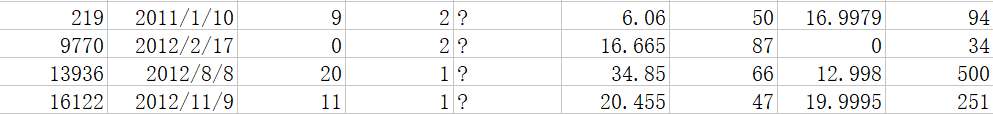 219 2011/1/10 9 2 ? 6.06 50 16.9979 94
9770 2012/2/17 0 2 ? 16.665 87 0 34
13936 2012/8/8 20 1 ? 34.85 66 12.998 500
16122 2012/11/9 11 1 ? 20.455 47 19.9995 251